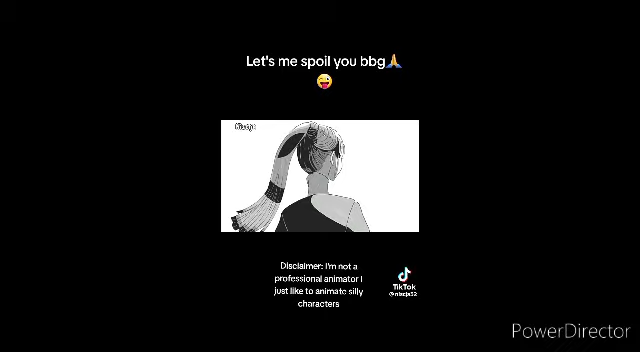 Let's me spoil you bbg🙏
😜
Disclaimer: I'm not a
professional animator I
just like to animate silly
characters
TikTok
PowerDirector